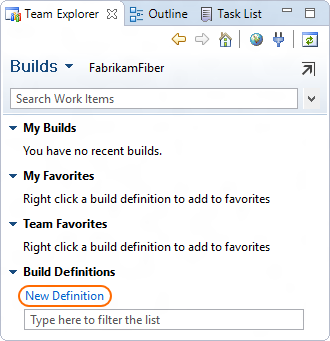 Team Explorer Outline Task List
Builds FabrikamFiber
Search Work Items
My Builds
You have no recent builds.
My Favorites
Right click a build definition to add to favorites
Team Favorites
Right click a build definition to add to favorites
Build Definitions
New Definition
Type here to filter the list